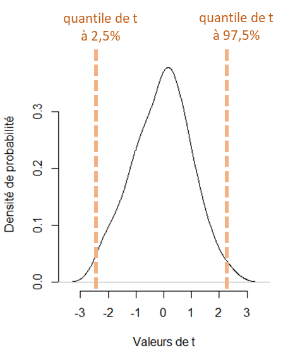 quantile de t
à 2,5%
quantile de t
à 97,5%
Densité de probabilité
0.3
0.2
0.1
0.0
-3 -2 -1 0 1 2 3
Valeurs de t